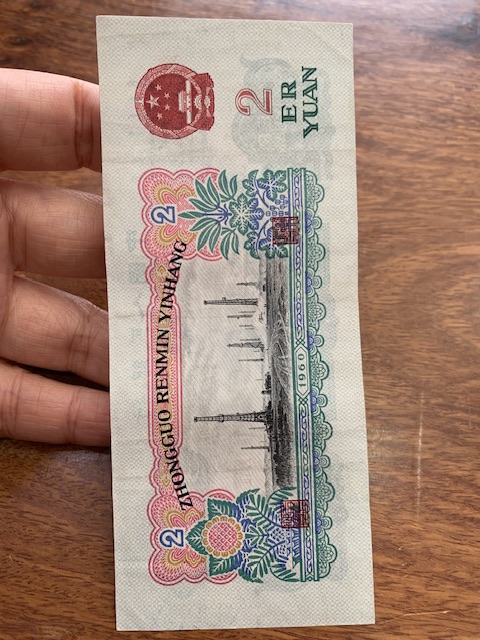 2
ER
YUAN
2
ZHONGGUO RENMIN YINHANG
2
1960